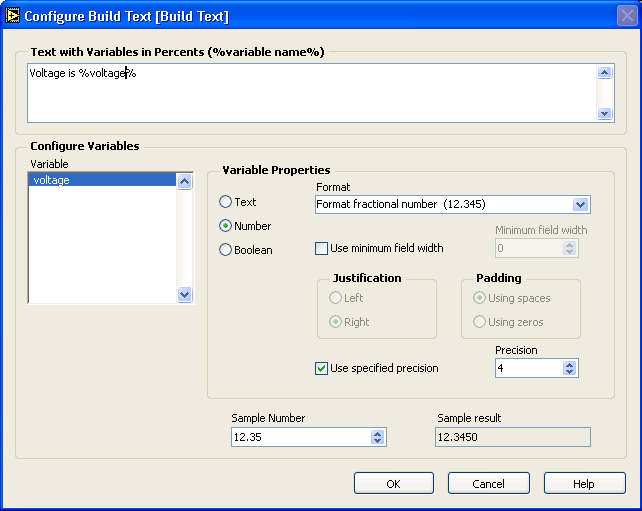 Configure Build Text [Build Text]
Text with Variables in Percents (%variable name%)
Voltage is %voltage%
Configure Variables
Variable
voltage
Variable Properties
Text
Number
Boolean
Format
Format fractional number (12.345)
Use minimum field width
Minimum field width
0
Justification
Left
Right
Padding
Using spaces
Using zeros
Use specified precision
Precision
4
Sample Number
12.35
Sample result
12.3450
OK
Cancel
Help